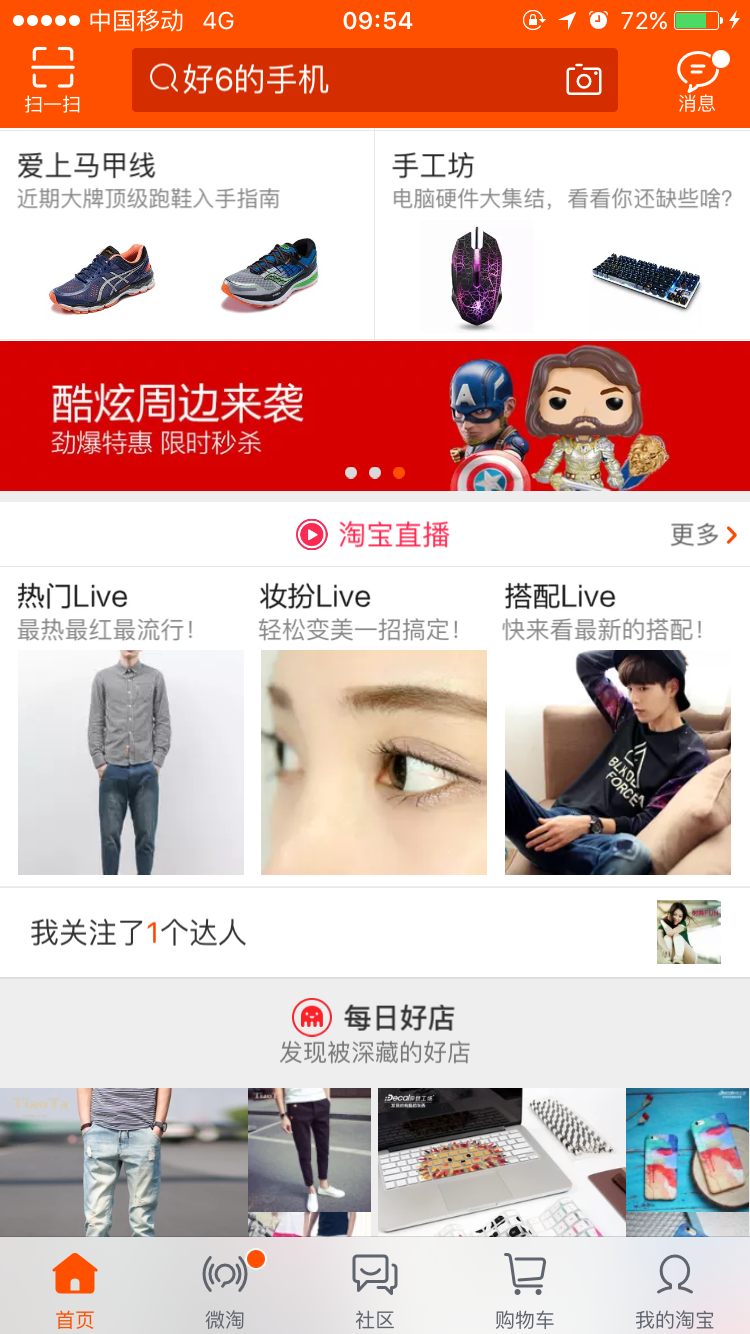 中国移动 4G 09:54 72%
扫一扫
好6的手机
消息
爱上马甲线
近期大牌顶级跑鞋入手指南
手工坊
电脑硬件大集结，看看你还缺些啥?
酷炫周边来袭
劲爆特惠 限时秒杀
淘宝直播
更多
热门Live
最热最红最流行！
妆扮Live
轻松变美一招搞定！
搭配Live
快来看最新的搭配！
BLKDE
FORCE
我关注了1个达人
每日好店
发现被深藏的好店
首页
微淘
社区
购物车
我的淘宝